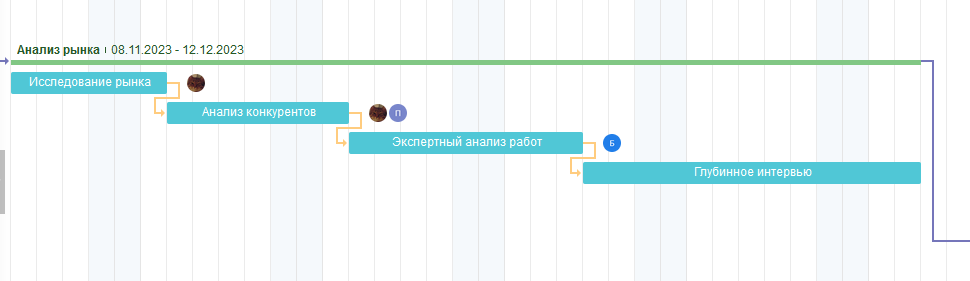 Анализ рынка 08.11.2023 - 12.12.2023
Исследование рынка
Анализ конкурентов
П
Экспертный анализ работ
Б
Глубинное интервью